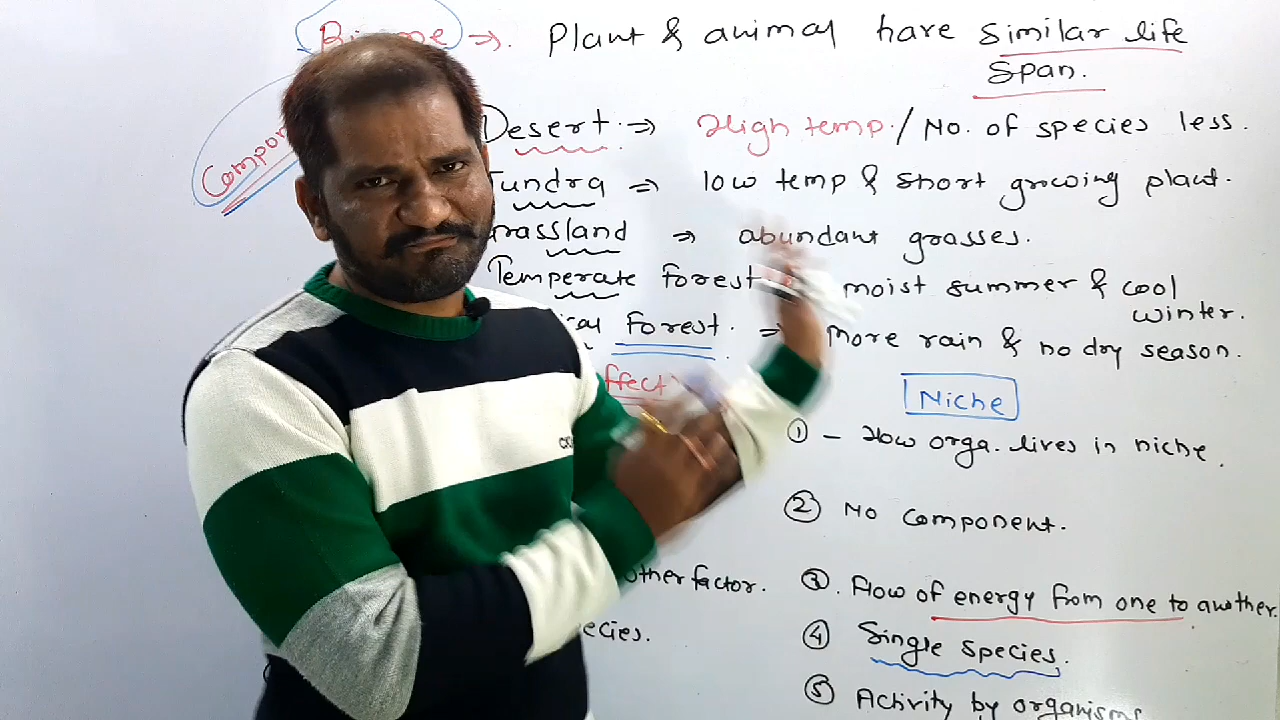 Biome → Plant & animal have similar life
span.
Desert → High temp. / No. of species less.
Tundra → low temp & short growing plant.
Grassland → abundant grasses.
Temperate forest moist summer & cool
winter.
Forest. → More rain & no dry season.
Niche
① - How orga. lives in niche.
② No component.
other factor. ③. Flow of energy from one to another.
④ Single species.
⑤ Activity by organisms